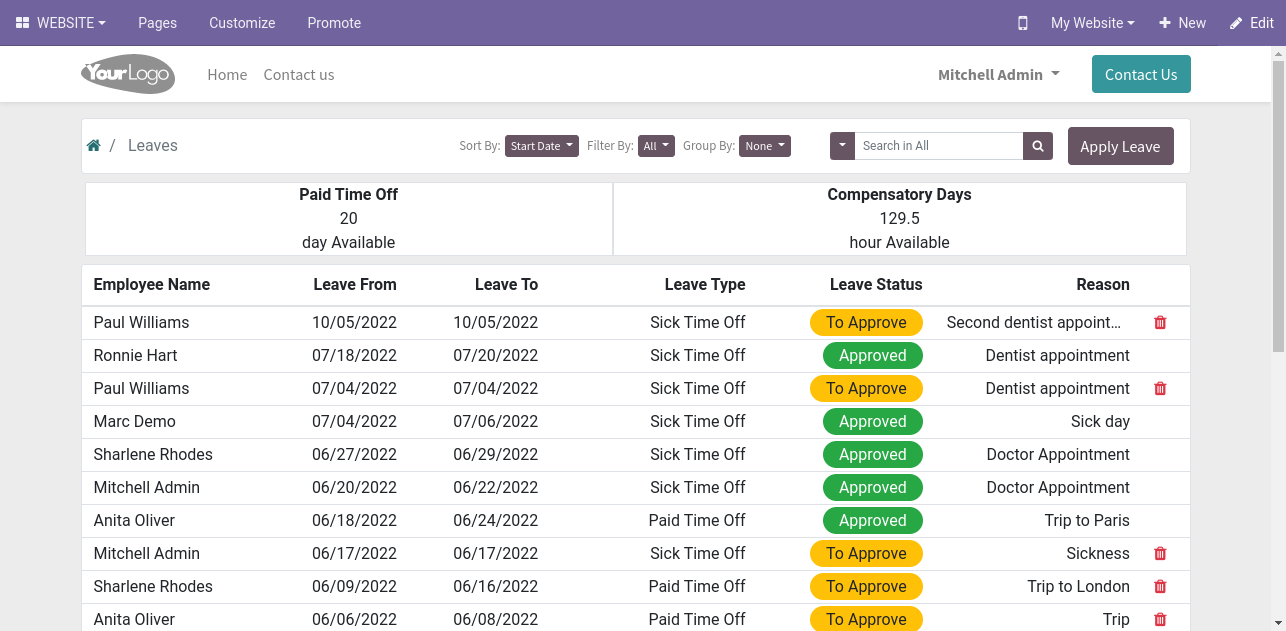 WEBSITE Pages Customize Promote My Website New Edit
YourLogo Home Contact us Mitchell Admin Contact Us
/ Leaves Sort By: Start Date Filter By: All Group By: None Search in All Apply Leave
Paid Time Off Compensatory Days
20 129.5
day Available hour Available
Employee Name Leave From Leave To Leave Type Leave Status Reason
Paul Williams 10/05/2022 10/05/2022 Sick Time Off To Approve Second dentist appoint...
Ronnie Hart 07/18/2022 07/20/2022 Sick Time Off Approved Dentist appointment
Paul Williams 07/04/2022 07/04/2022 Sick Time Off To Approve Dentist appointment
Marc Demo 07/04/2022 07/06/2022 Sick Time Off Approved Sick day
Sharlene Rhodes 06/27/2022 06/29/2022 Sick Time Off Approved Doctor Appointment
Mitchell Admin 06/20/2022 06/22/2022 Sick Time Off Approved Doctor Appointment
Anita Oliver 06/18/2022 06/24/2022 Paid Time Off Approved Trip to Paris
Mitchell Admin 06/17/2022 06/17/2022 Sick Time Off To Approve Sickness
Sharlene Rhodes 06/09/2022 06/16/2022 Paid Time Off To Approve Trip to London
Anita Oliver 06/06/2022 06/08/2022 Paid Time Off To Approve Trip